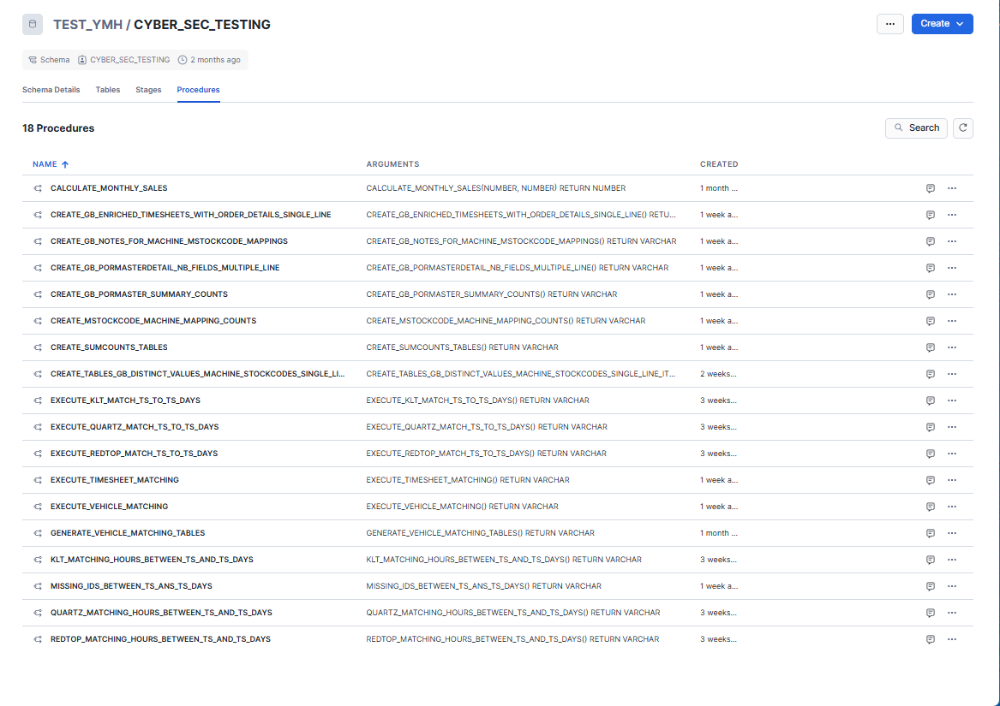 TEST_YMH / CYBER_SEC_TESTING
... Create
Schema CYBER_SEC_TESTING 2 months ago
Schema Details Tables Stages Procedures
18 Procedures Search
NAME ARGUMENTS CREATED
CALCULATE_MONTHLY_SALES CALCULATE_MONTHLY_SALES(NUMBER, NUMBER) RETURN NUMBER 1 month ...
CREATE_GB_ENRICHED_TIMESHEETS_WITH_ORDER_DETAILS_SINGLE_LINE CREATE_GB_ENRICHED_TIMESHEETS_WITH_ORDER_DETAILS_SINGLE_LINE() RETU... 1 week a...
CREATE_GB_NOTES_FOR_MACHINE_MSTOCKCODE_MAPPINGS CREATE_GB_NOTES_FOR_MACHINE_MSTOCKCODE_MAPPINGS() RETURN VARCHAR 1 week a...
CREATE_GB_PORMASTERDETAIL_NB_FIELDS_MULTIPLE_LINE CREATE_GB_PORMASTERDETAIL_NB_FIELDS_MULTIPLE_LINE() RETURN VARCHAR 1 week a...
CREATE_GB_PORMASTER_SUMMARY_COUNTS CREATE_GB_PORMASTER_SUMMARY_COUNTS() RETURN VARCHAR 1 week a...
CREATE_MSTOCKCODE_MACHINE_MAPPING_COUNTS CREATE_MSTOCKCODE_MACHINE_MAPPING_COUNTS() RETURN VARCHAR 1 week a...
CREATE_SUMCOUNTS_TABLES CREATE_SUMCOUNTS_TABLES() RETURN VARCHAR 1 week a...
CREATE_TABLES_GB_DISTINCT_VALUES_MACHINE_STOCKCODES_SINGLE_LI... CREATE_TABLES_GB_DISTINCT_VALUES_MACHINE_STOCKCODES_SINGLE_LINE_IT... 2 weeks...
EXECUTE_KLT_MATCH_TS_TO_TS_DAYS EXECUTE_KLT_MATCH_TS_TO_TS_DAYS() RETURN VARCHAR 3 weeks...
EXECUTE_QUARTZ_MATCH_TS_TO_TS_DAYS EXECUTE_QUARTZ_MATCH_TS_TO_TS_DAYS() RETURN VARCHAR 3 weeks...
EXECUTE_REDTOP_MATCH_TS_TO_TS_DAYS EXECUTE_REDTOP_MATCH_TS_TO_TS_DAYS() RETURN VARCHAR 3 weeks...
EXECUTE_TIMESHEET_MATCHING EXECUTE_TIMESHEET_MATCHING() RETURN VARCHAR 1 week a...
EXECUTE_VEHICLE_MATCHING EXECUTE_VEHICLE_MATCHING() RETURN VARCHAR 1 week a...
GENERATE_VEHICLE_MATCHING_TABLES GENERATE_VEHICLE_MATCHING_TABLES() RETURN VARCHAR 1 month ...
KLT_MATCHING_HOURS_BETWEEN_TS_AND_TS_DAYS KLT_MATCHING_HOURS_BETWEEN_TS_AND_TS_DAYS() RETURN VARCHAR 3 weeks...
MISSING_IDS_BETWEEN_TS_ANS_TS_DAYS MISSING_IDS_BETWEEN_TS_ANS_TS_DAYS() RETURN VARCHAR 1 week a...
QUARTZ_MATCHING_HOURS_BETWEEN_TS_AND_TS_DAYS QUARTZ_MATCHING_HOURS_BETWEEN_TS_AND_TS_DAYS() RETURN VARCHAR 3 weeks...
REDTOP_MATCHING_HOURS_BETWEEN_TS_AND_TS_DAYS REDTOP_MATCHING_HOURS_BETWEEN_TS_AND_TS_DAYS() RETURN VARCHAR 3 weeks...